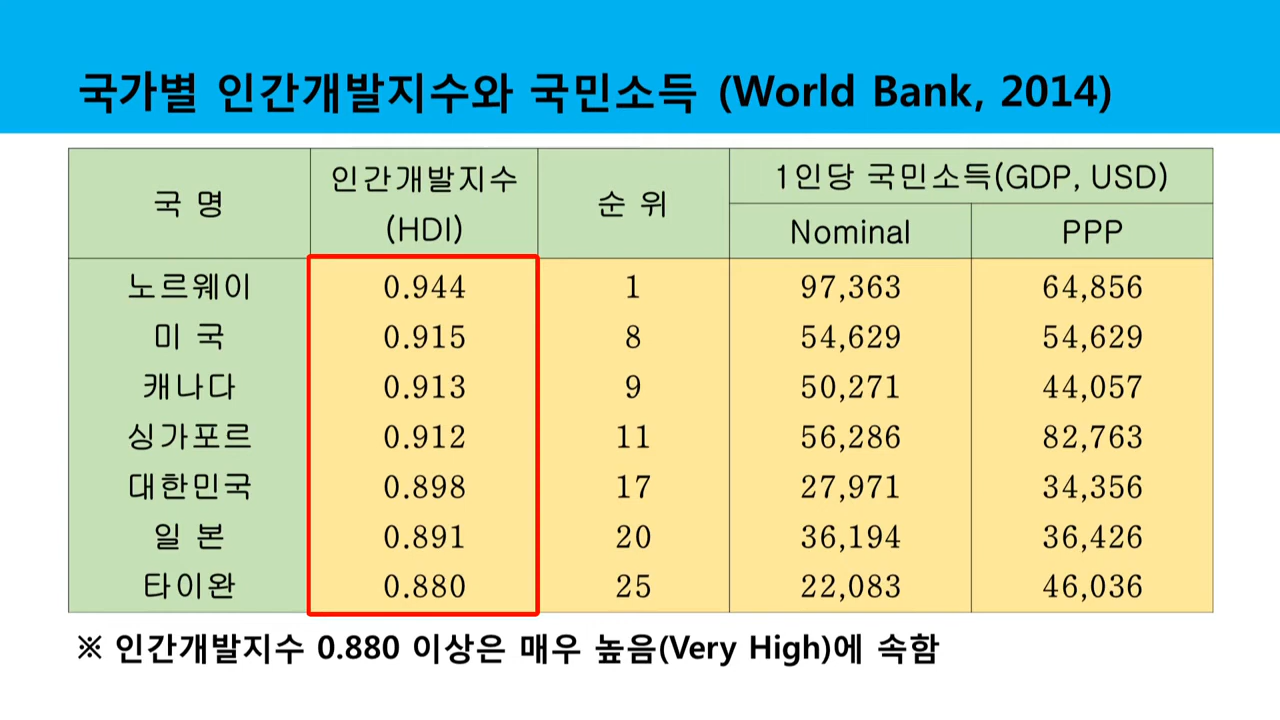 국가별 인간개발지수와 국민소득 (World Bank, 2014)
국 명 인간개발지수 (HDI) 순 위 1인당 국민소득(GDP, USD)
Nominal PPP
노르웨이 0.944 1 97,363 64,856
미 국 0.915 8 54,629 54,629
캐나다 0.913 9 50,271 44,057
싱가포르 0.912 11 56,286 82,763
대한민국 0.898 17 27,971 34,356
일 본 0.891 20 36,194 36,426
타이완 0.880 25 22,083 46,036
※ 인간개발지수 0.880 이상은 매우 높음(Very High)에 속함